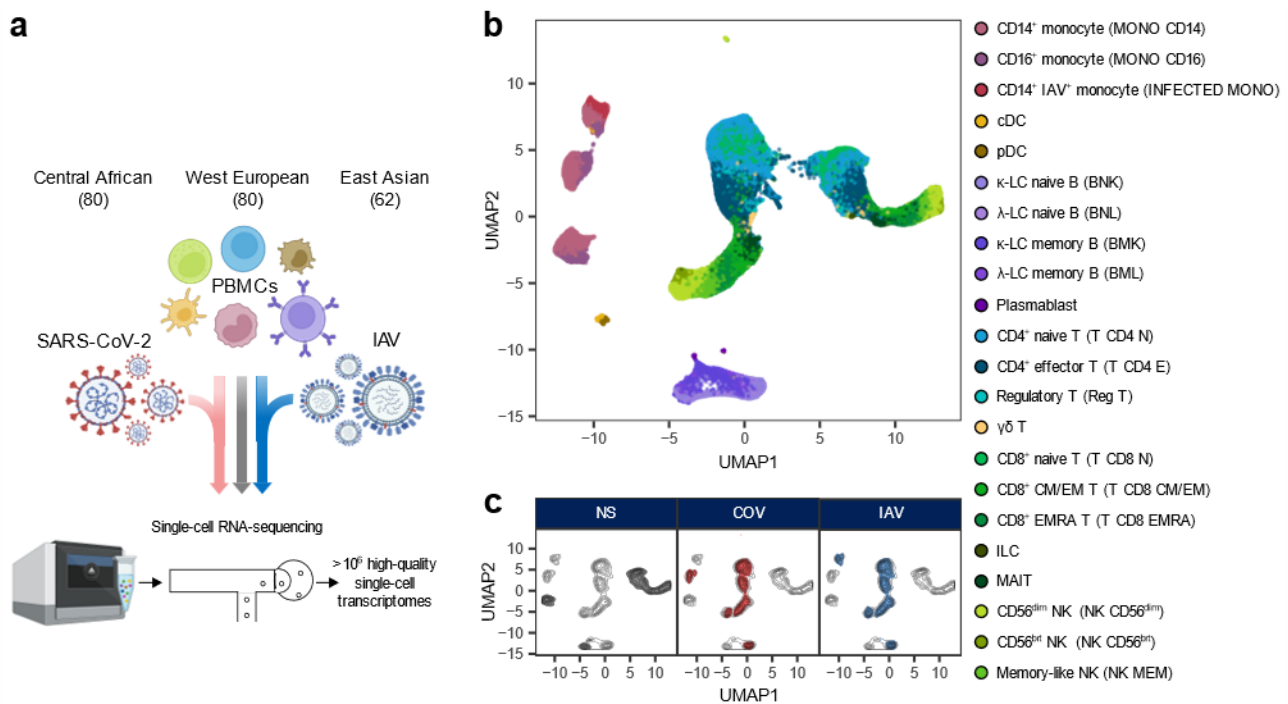 a
Central African
(80)
West European
(80)
East Asian
(62)
PBMCs
SARS-CoV-2
IAV
Single-cell RNA-sequencing
> 10⁶ high-quality
single-cell
transcriptomes
b
10
5
0
−5
−10
−15
UMAP2
−10
−5
0
5
10
UMAP1
c
NS
COV
IAV
10
5
0
−5
−10
−15
UMAP2
−10 −5 0 5 10
−10 −5 0 5 10
−10 −5 0 5 10
UMAP1
CD14⁺ monocyte (MONO CD14)
CD16⁺ monocyte (MONO CD16)
CD14⁺ IAV⁺ monocyte (INFECTED MONO)
cDC
pDC
κ-LC naive B (BNK)
λ-LC naive B (BNL)
κ-LC memory B (BMK)
λ-LC memory B (BML)
Plasmablast
CD4⁺ naive T (T CD4 N)
CD4⁺ effector T (T CD4 E)
Regulatory T (Reg T)
γδ T
CD8⁺ naive T (T CD8 N)
CD8⁺ CM/EM T (T CD8 CM/EM)
CD8⁺ EMRA T (T CD8 EMRA)
ILC
MAIT
CD56ᵈⁱᵐ NK (NK CD56ᵈⁱᵐ)
CD56ᵇʳᵗ NK (NK CD56ᵇʳᵗ)
Memory-like NK (NK MEM)